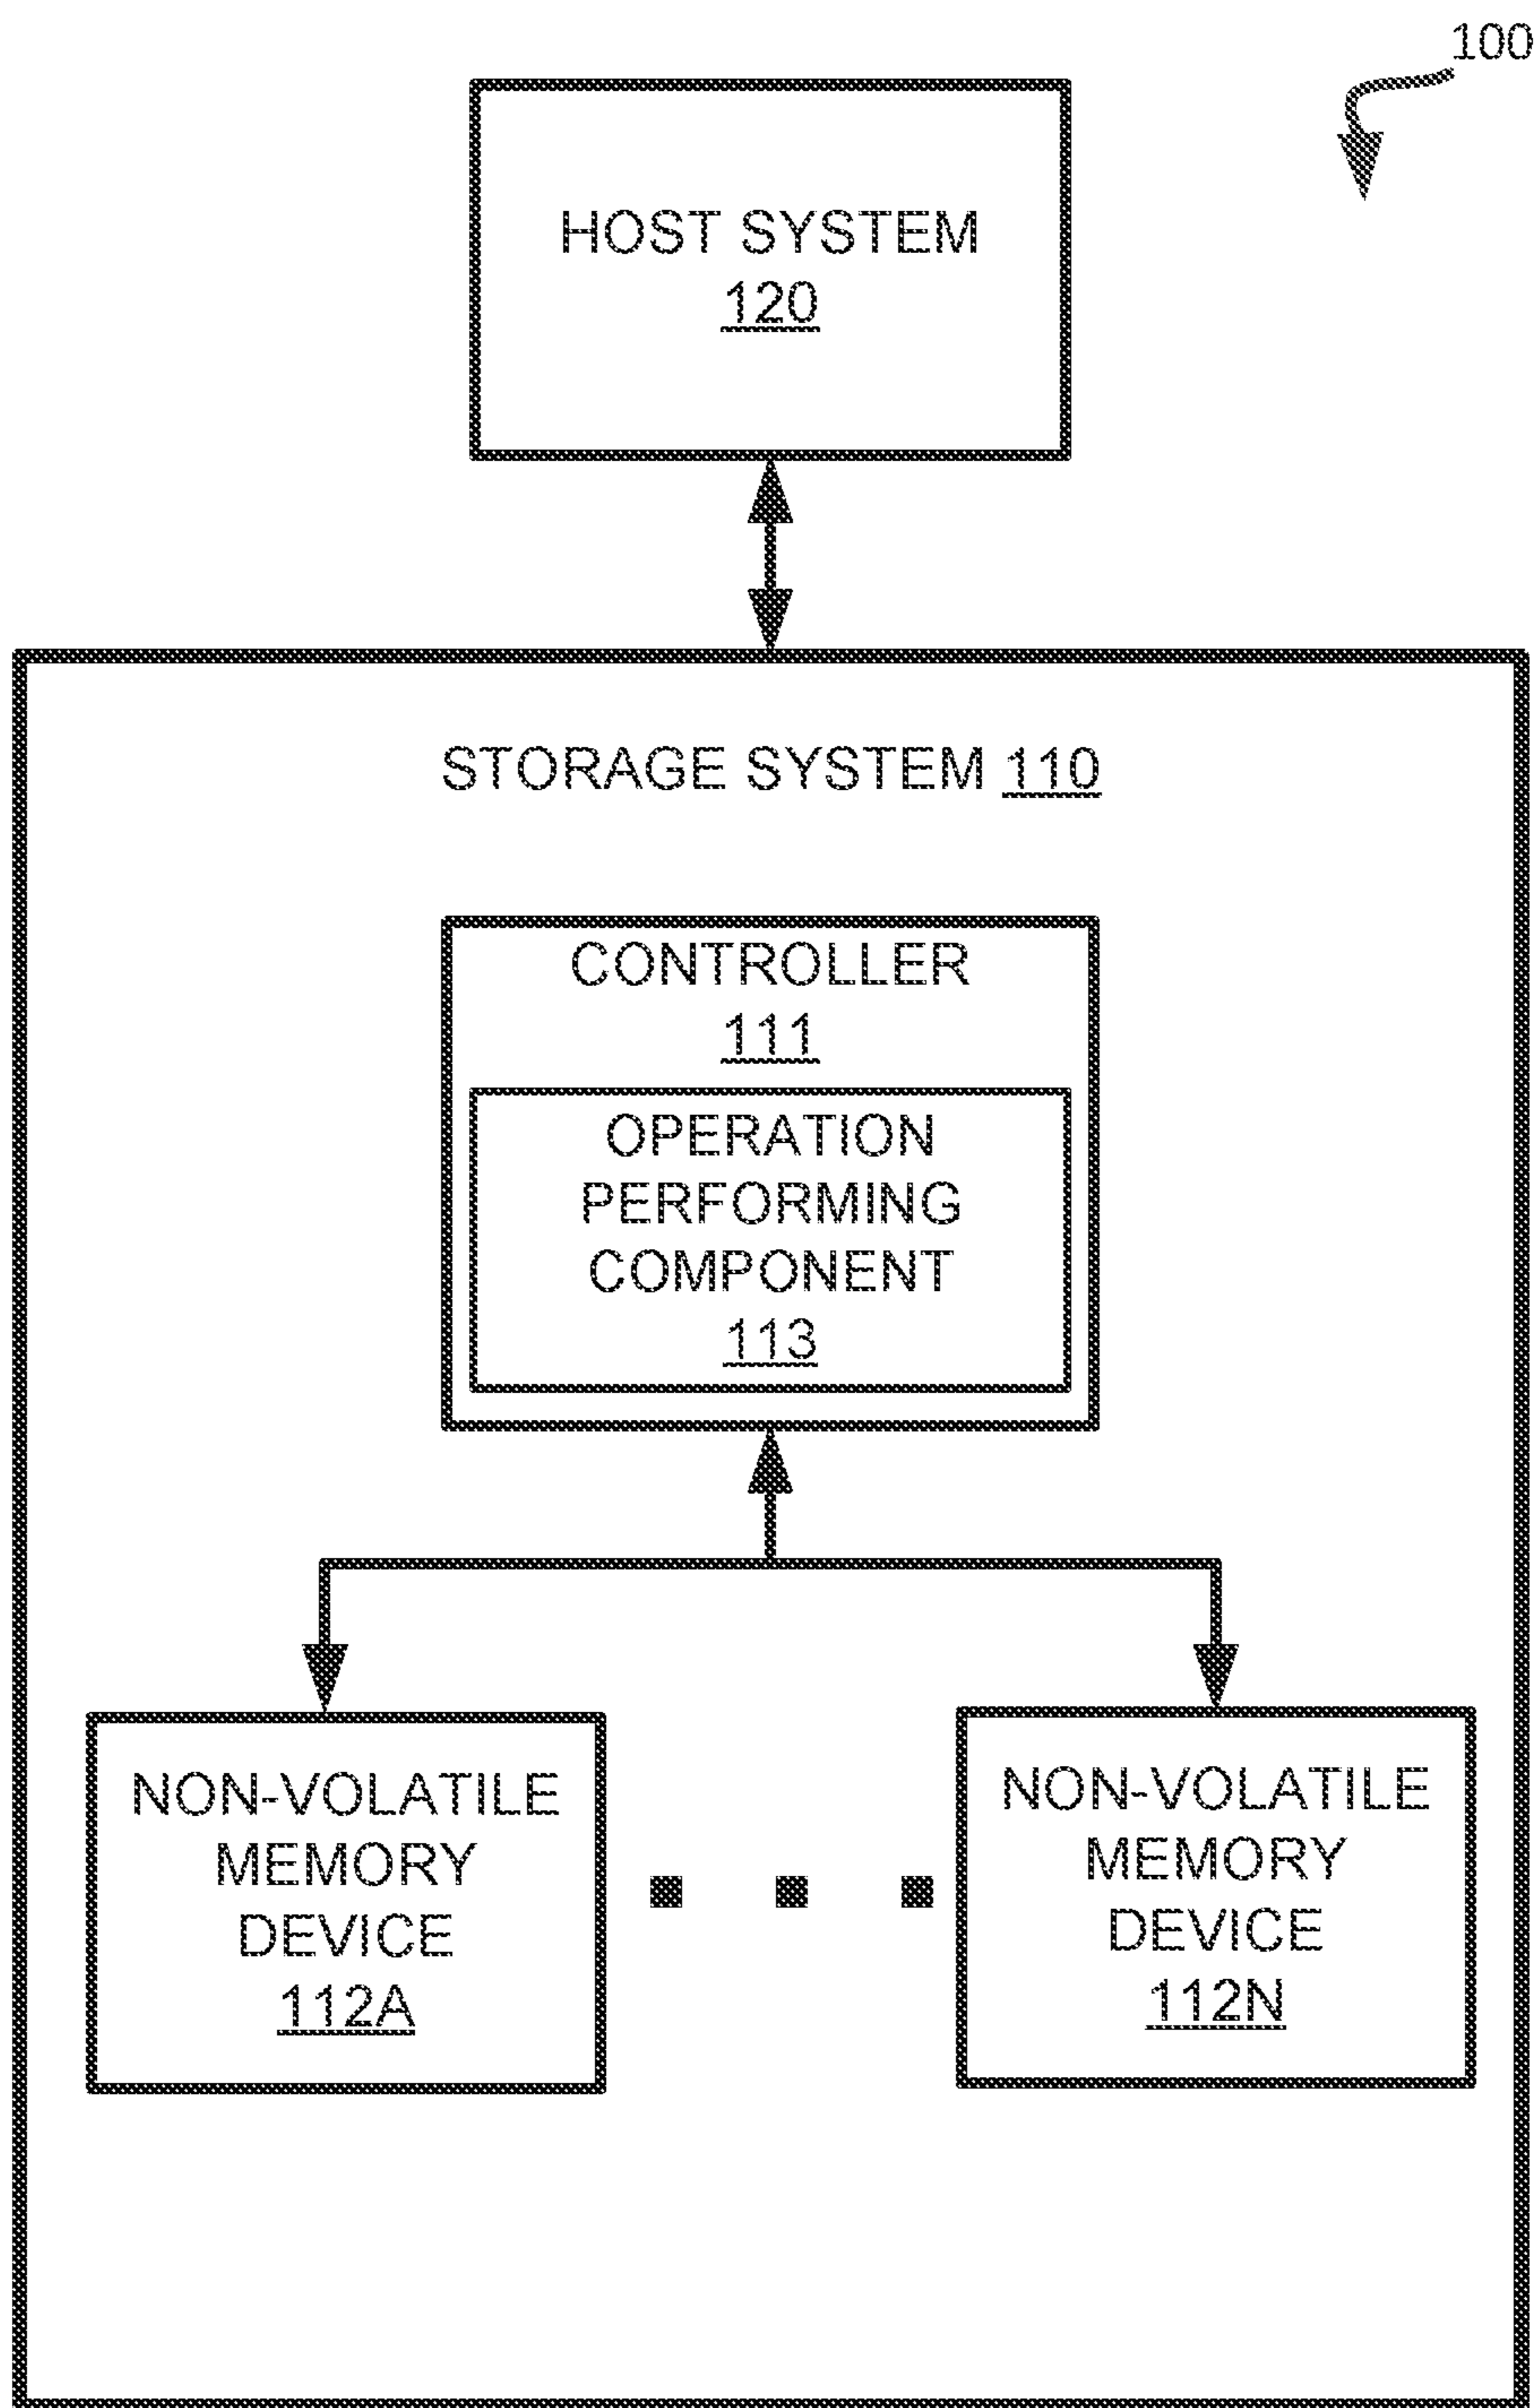 100
HOST SYSTEM
120
STORAGE SYSTEM 110
CONTROLLER
111
OPERATION
PERFORMING
COMPONENT
113
NON-VOLATILE
MEMORY
DEVICE
112A
NON-VOLATILE
MEMORY
DEVICE
112N